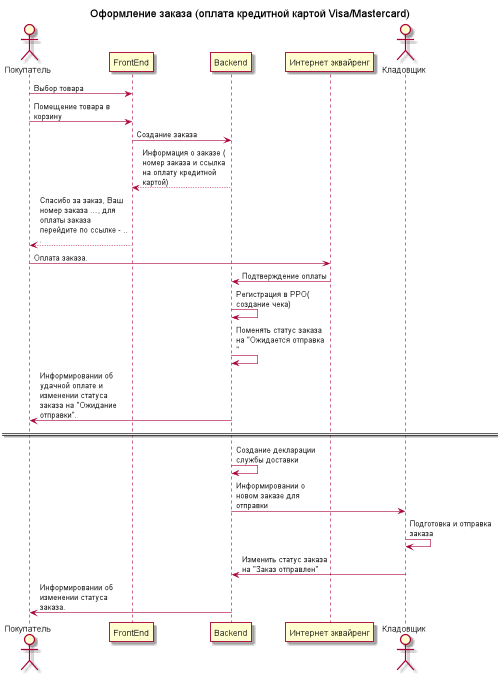 Оформление заказа (оплата кредитной картой Visa/Mastercard)
Покупатель
FrontEnd
Backend
Интернет эквайренг
Кладовщик
Выбор товара
Помещение товара в
корзину
Создание заказа
Информация о заказе (
номер заказа и ссылка
на оплату кредитной
картой)
Спасибо за заказ, Ваш
номер заказа ..., для
оплаты заказа
перейдите по ссылке - ..
Оплата заказа.
Подтверждение оплаты
Регистрация в РРО(
создание чека)
Поменять статус заказа
на "Ожидается отправка
"
Информировании об
удачной оплате и
изменении статуса
заказа на "Ожидание
отправки".
Создание декларации
службы доставки
Информировании о
новом заказе для
отправки
Подготовка и отправка
заказа
Изменить статус заказа
на "Заказ отправлен"
Информировании об
изменении статуса
заказа.
Покупатель
FrontEnd
Backend
Интернет эквайренг
Кладовщик